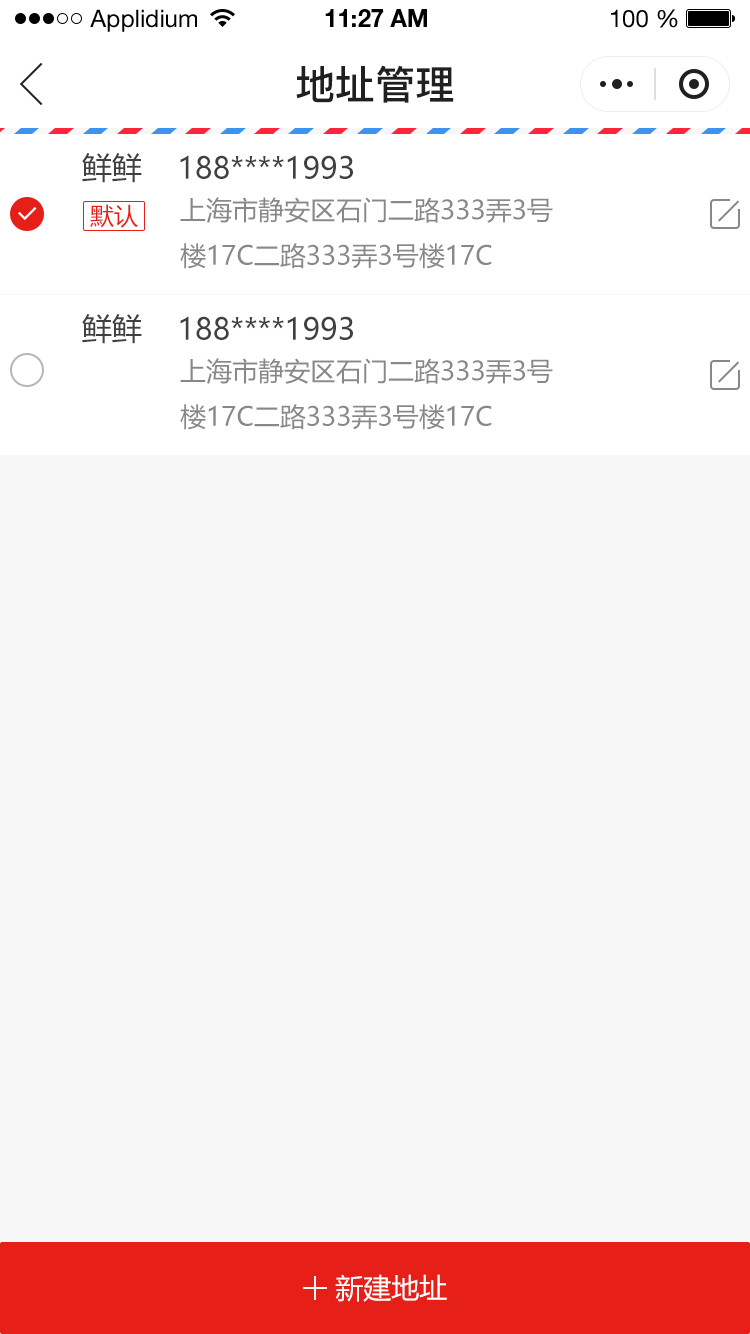 Applidium 11:27 AM 100 %
地址管理
鲜鲜 188****1993
默认 上海市静安区石门二路333弄3号
楼17C二路333弄3号楼17C
鲜鲜 188****1993
上海市静安区石门二路333弄3号
楼17C二路333弄3号楼17C
新建地址